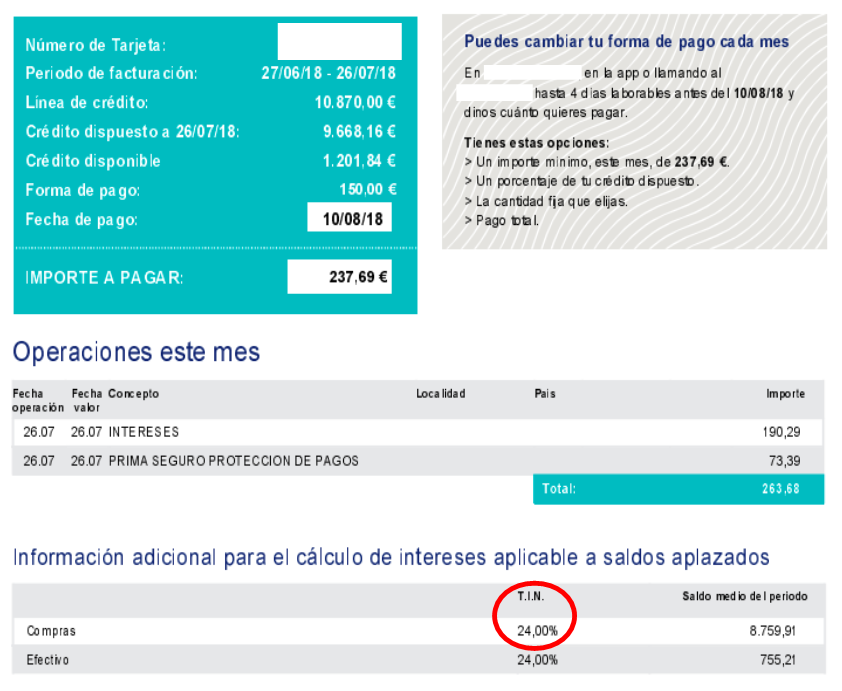 Número de Tarjeta:
Periodo de facturación: 27/06/18 - 26/07/18
Linea de crédito: 10.870,00 €
Crédito dispuesto a 26/07/18: 9.668,16 €
Crédito disponible 1.201,84 €
Forma de pago: 150,00 €
Fecha de pago: 10/08/18
IMPORTE A PAGAR: 237,69 €
Puedes cambiar tu forma de pago cada mes
En en la app o llamando al
hasta 4 dias laborables antes del 10/08/18 y
dinos cuánto quieres pagar.
Tienes estas opciones:
> Un importe minimo, este mes, de 237,69 €.
> Un porcentaje de tu crédito dispuesto.
> La cantidad fija que elijas.
> Pago total.
Operaciones este mes
Fecha operación Fecha valor Concepto Localidad Pais Importe
26.07 26.07 INTERESES 190,29
26.07 26.07 PRIMA SEGURO PROTECCION DE PAGOS 73,39
Total: 263,68
Información adicional para el cálculo de intereses aplicable a saldos aplazados
T.I.N. Saldo medio del periodo
Compras 24,00% 8.759,91
Efectivo 24,00% 755,21